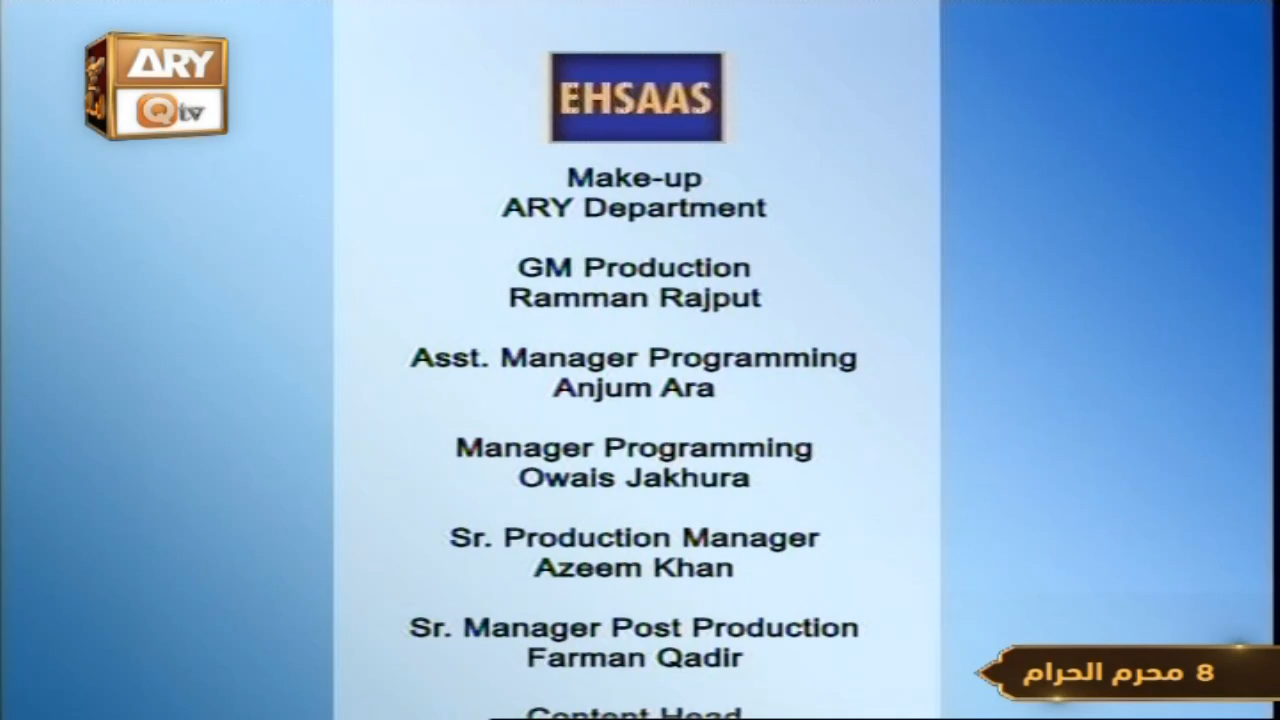 ARY
Qtv
EHSAAS
Make-up
ARY Department
GM Production
Ramman Rajput
Asst. Manager Programming
Anjum Ara
Manager Programming
Owais Jakhura
Sr. Production Manager
Azeem Khan
Sr. Manager Post Production
Farman Qadir
Content Head
8 محرم الحرام